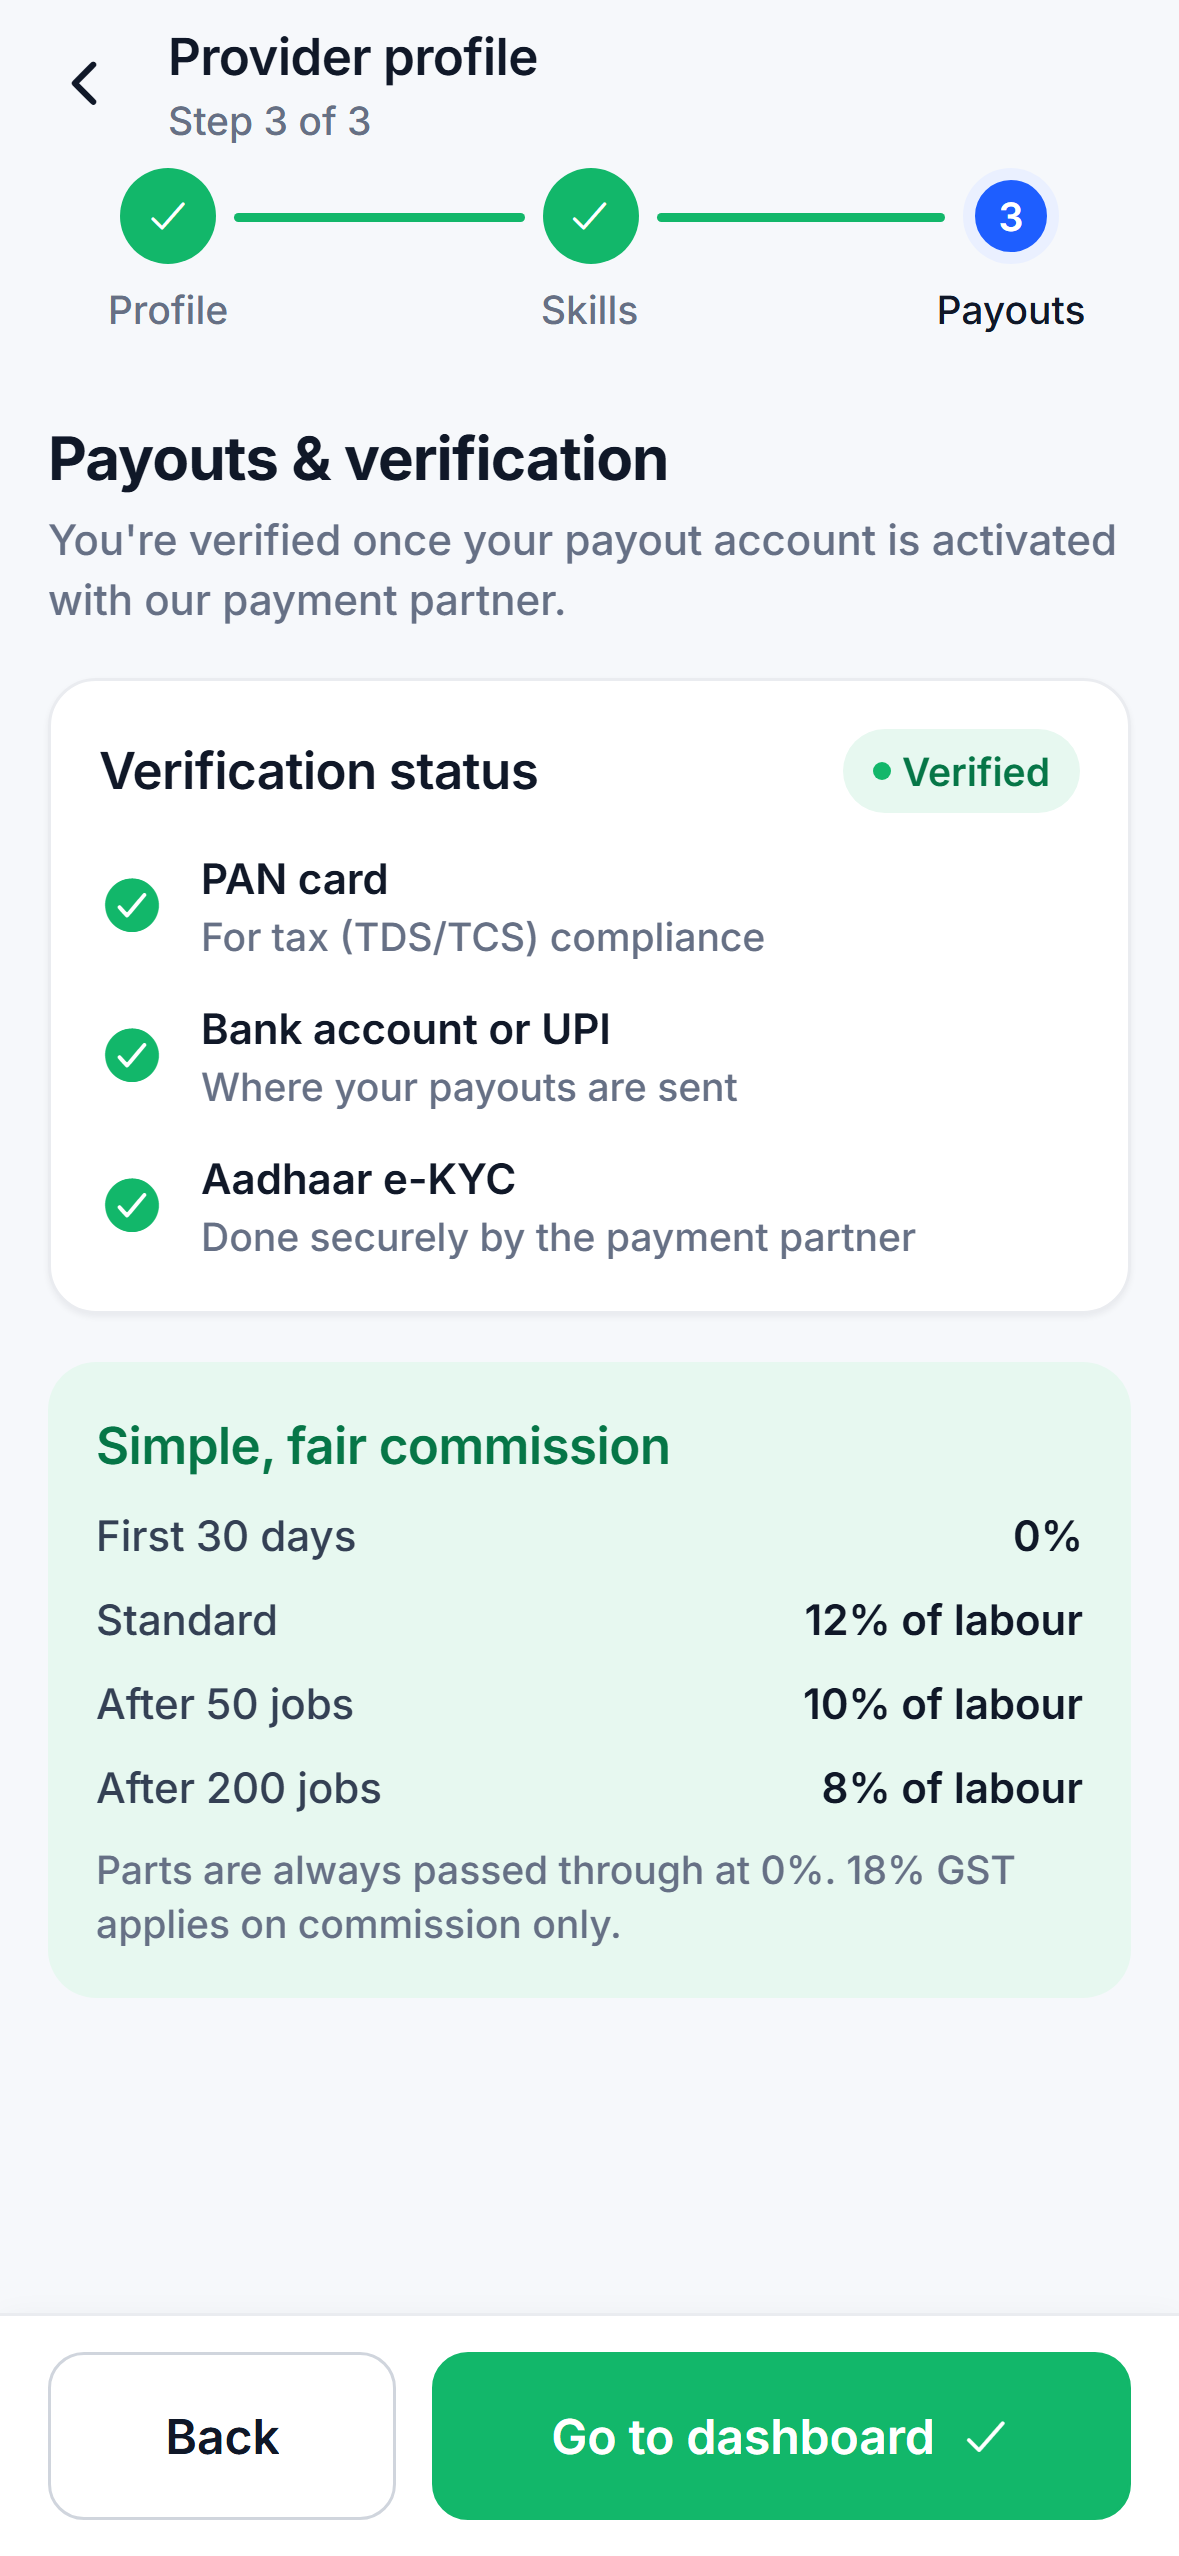 Provider profile
Step 3 of 3
3
Profile
Skills
Payouts
Payouts & verification
You're verified once your payout account is activated
with our payment partner.
Verification status
Verified
PAN card
For tax (TDS/TCS) compliance
Bank account or UPI
Where your payouts are sent
Aadhaar e-KYC
Done securely by the payment partner
Simple, fair commission
First 30 days 0%
Standard 12% of labour
After 50 jobs 10% of labour
After 200 jobs 8% of labour
Parts are always passed through at 0%. 18% GST
applies on commission only.
Back
Go to dashboard